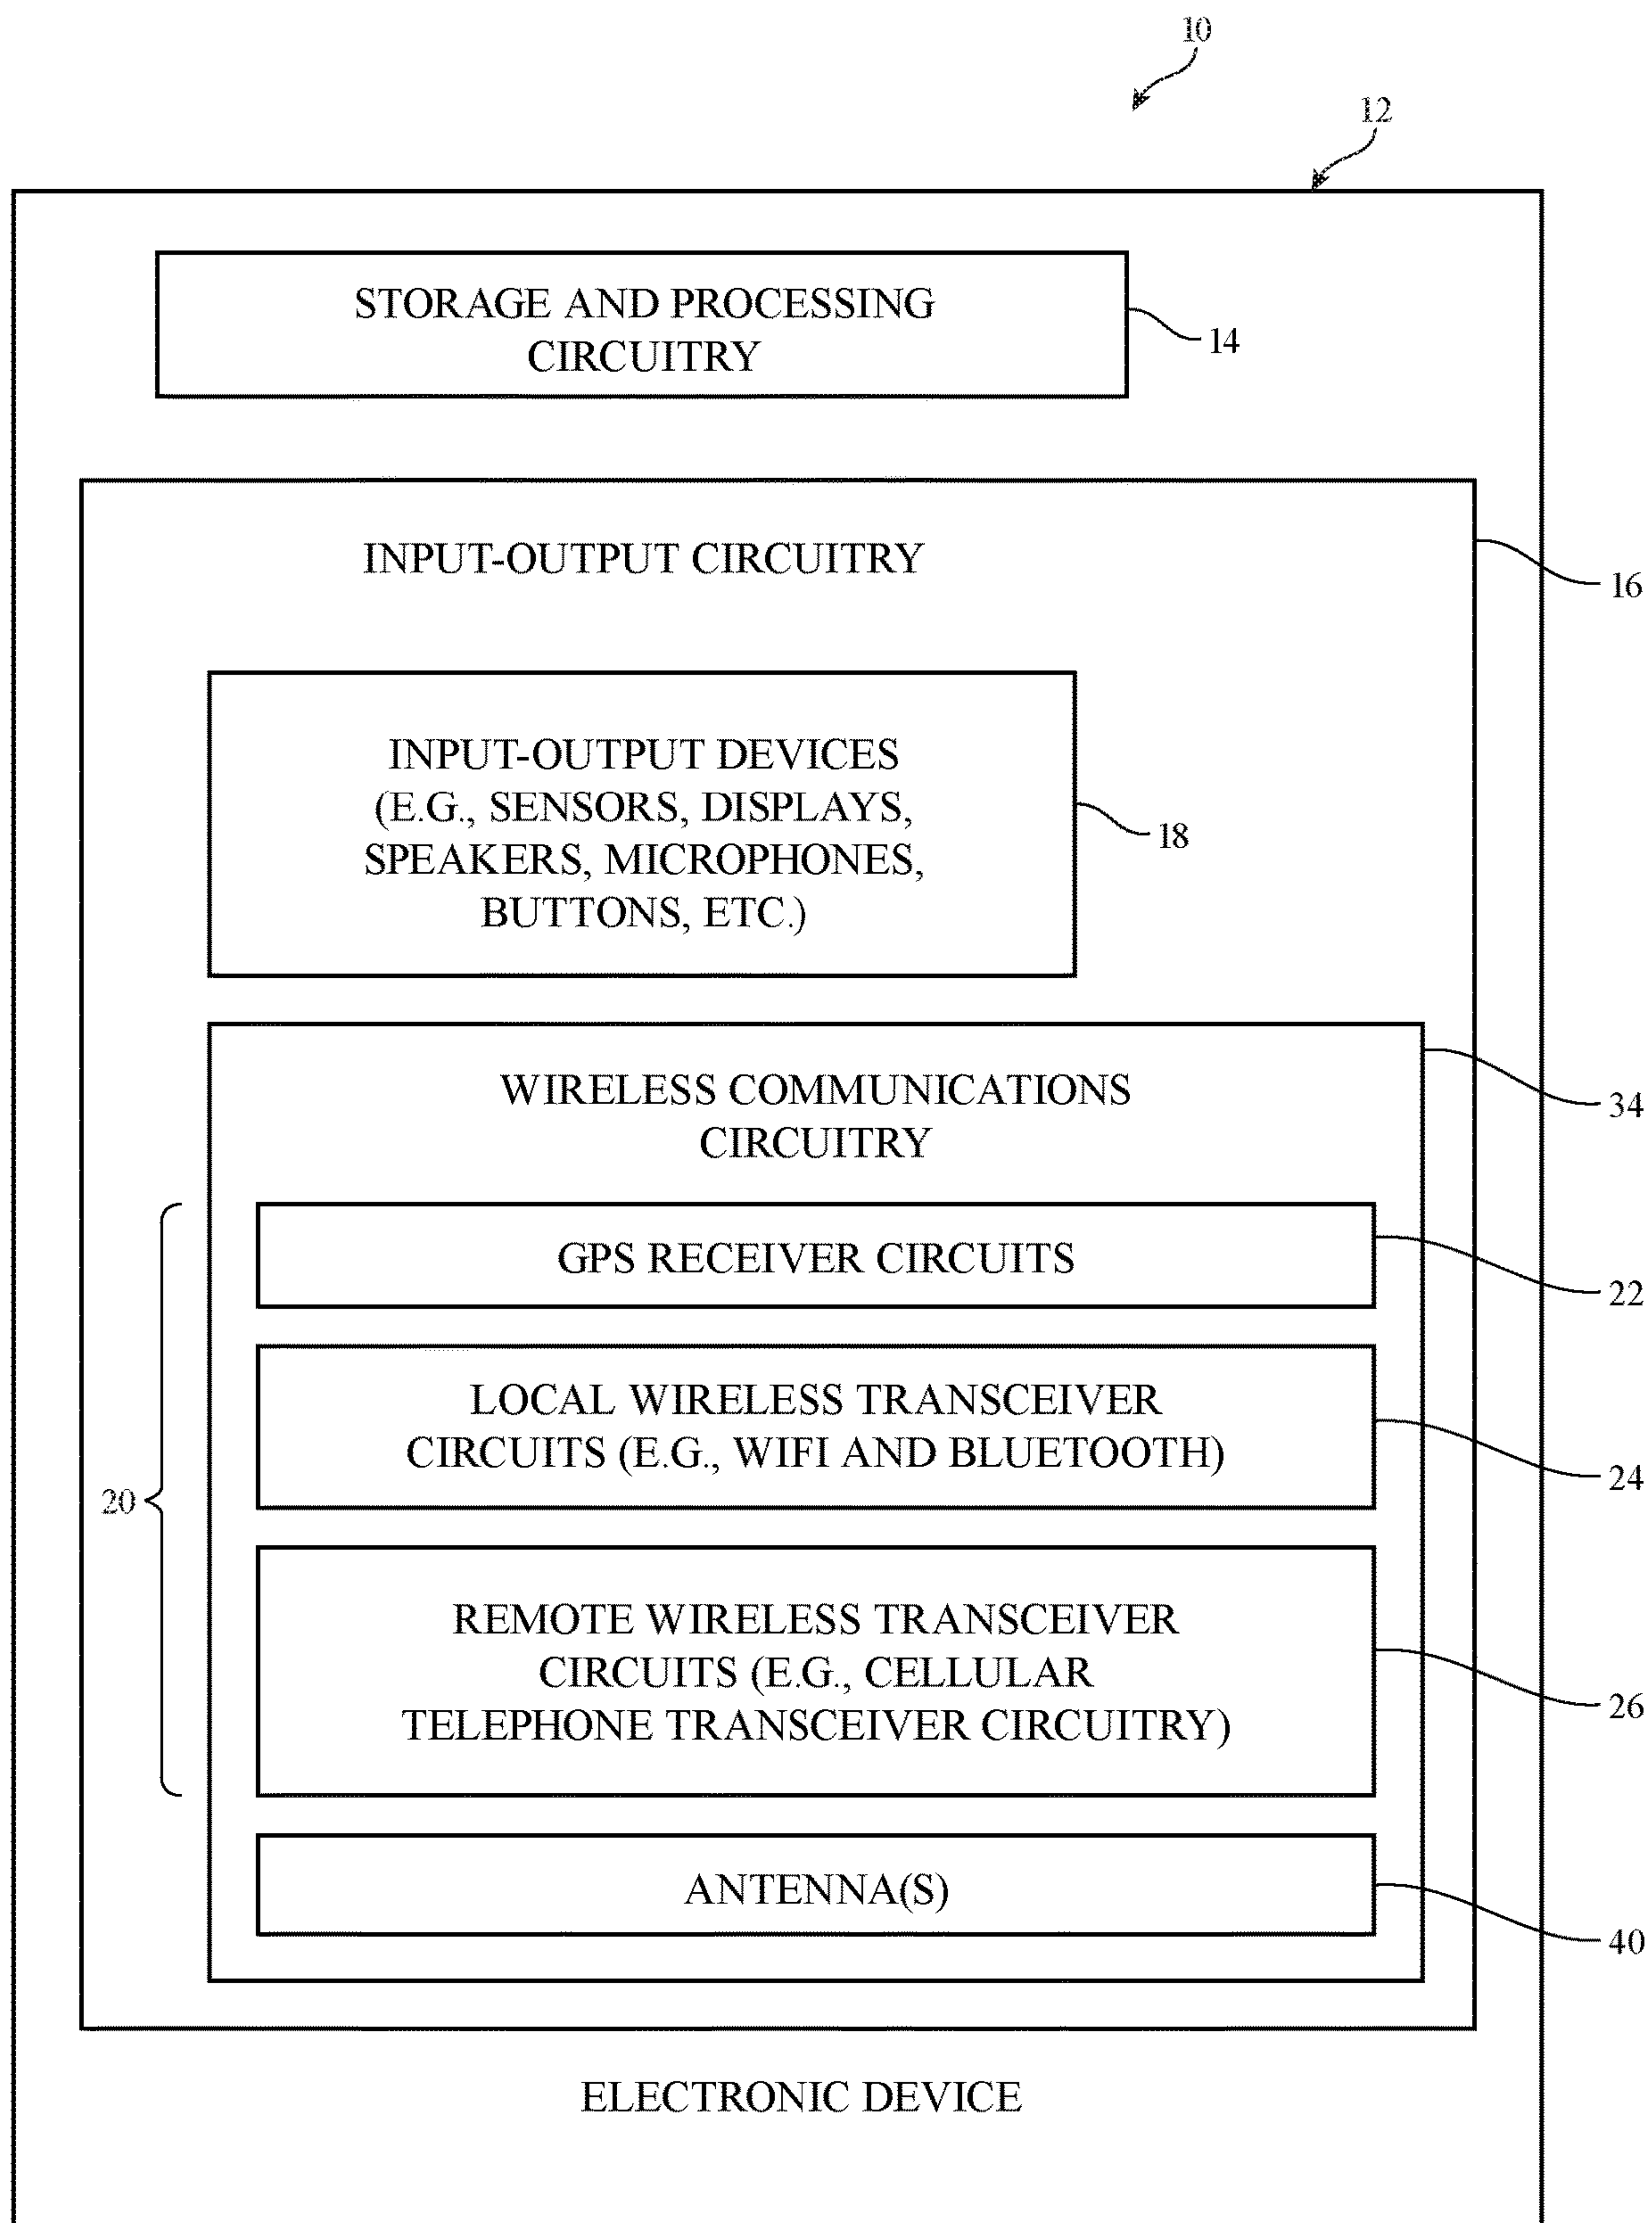 10
12
STORAGE AND PROCESSING
CIRCUITRY
14
INPUT-OUTPUT CIRCUITRY
16
INPUT-OUTPUT DEVICES
(E.G., SENSORS, DISPLAYS,
SPEAKERS, MICROPHONES,
BUTTONS, ETC.)
18
WIRELESS COMMUNICATIONS
CIRCUITRY
34
GPS RECEIVER CIRCUITS
22
LOCAL WIRELESS TRANSCEIVER
CIRCUITS (E.G., WIFI AND BLUETOOTH)
24
20
REMOTE WIRELESS TRANSCEIVER
CIRCUITS (E.G., CELLULAR
TELEPHONE TRANSCEIVER CIRCUITRY)
26
ANTENNA(S)
40
ELECTRONIC DEVICE